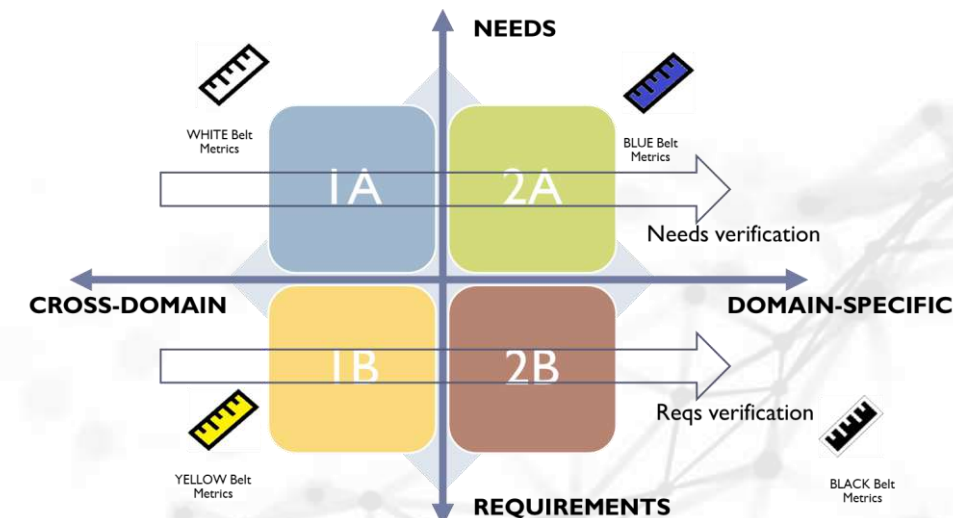 NEEDS
WHITE Belt
Metrics
BLUE Belt
Metrics
1A
2A
Needs verification
CROSS-DOMAIN
DOMAIN-SPECIFIC
1B
2B
Reqs verification
YELLOW Belt
Metrics
BLACK Belt
Metrics
REQUIREMENTS